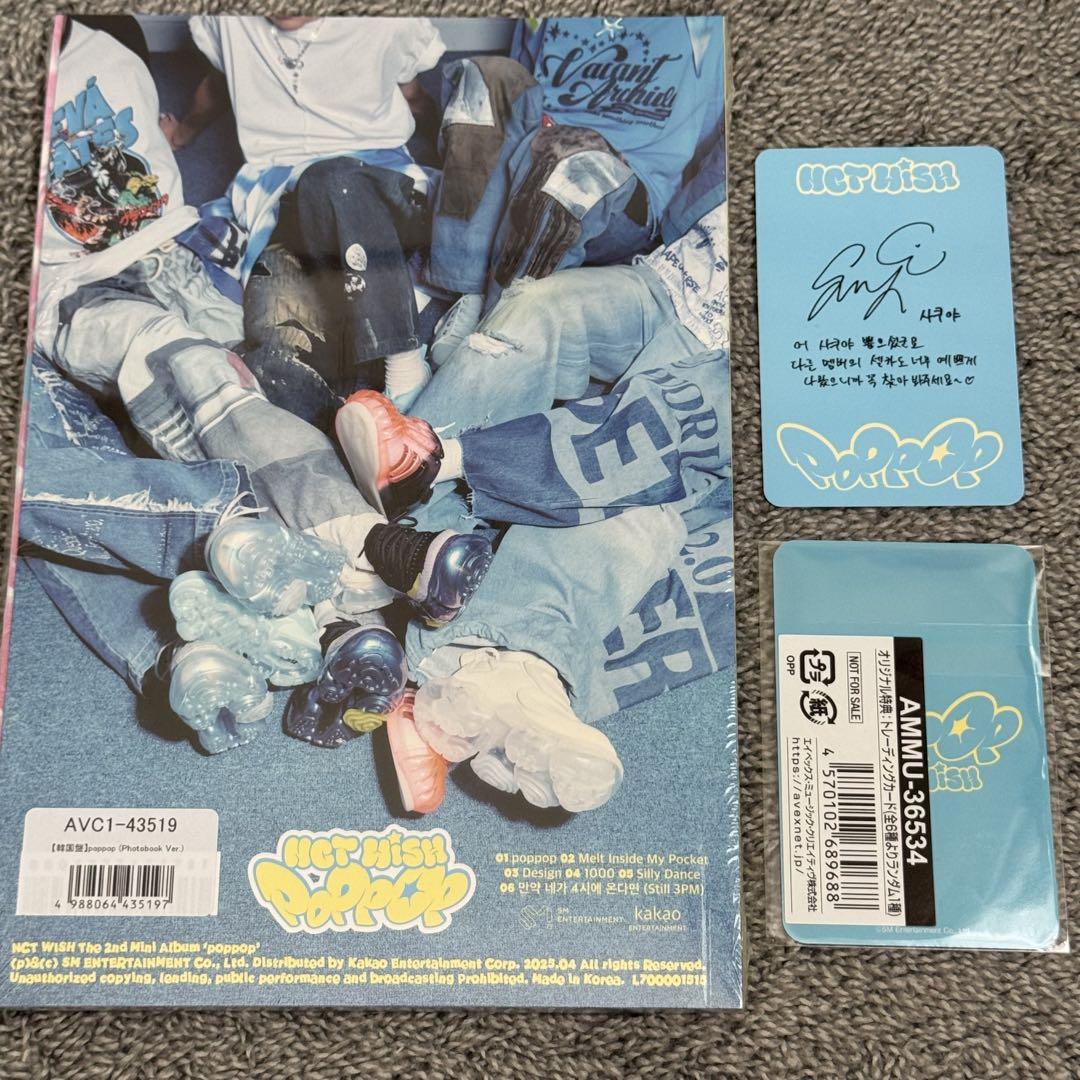 Vacant
Archive
AVC1-43519
【韓国盤】poppop (Photobook Ver.)
4 988064 435197
NCT WISH
POPPOP
01 poppop 02 Melt Inside My Pocket
03 Design 04 1000 05 Silly Dance
06 만약 네가 4시에 온다면 (Still 3PM)
SM ENTERTAINMENT
kakao
ENTERTAINMENT
NCT WISH The 2nd Mini Album 'poppop'
(p)&(c) SM ENTERTAINMENT Co., Ltd. Distributed by Kakao Entertainment Corp. 2025.04 All rights Reserved.
Unauthorized copying, lending, public performance and broadcasting Prohibited. Made in Korea. L700001515
NCT WISH
사쿠야
어 사쿠야 뽑으셨군요
다른 멤버의 셀카도 너무 예쁘게
나왔으니까 꼭 찾아 봐주세요~♡
POPPOP
AMMU-36534
オリジナル特典:トレーディングカード(全6種よりランダム1種)
NOT FOR SALE
プラ
紙
OPP
4 570102 689688
エイベックス・ミュージック・クリエイティヴ株式会社
https://avexnet.jp/
©SM Entertainment Co., Ltd.